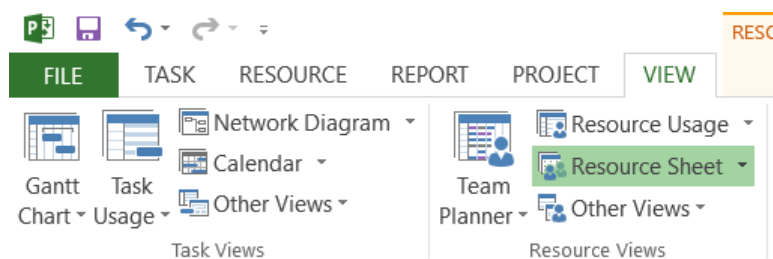 RESO
FILE TASK RESOURCE REPORT PROJECT VIEW
Gantt Chart
Task Usage
Network Diagram
Calendar
Other Views
Task Views
Team Planner
Resource Usage
Resource Sheet
Other Views
Resource Views